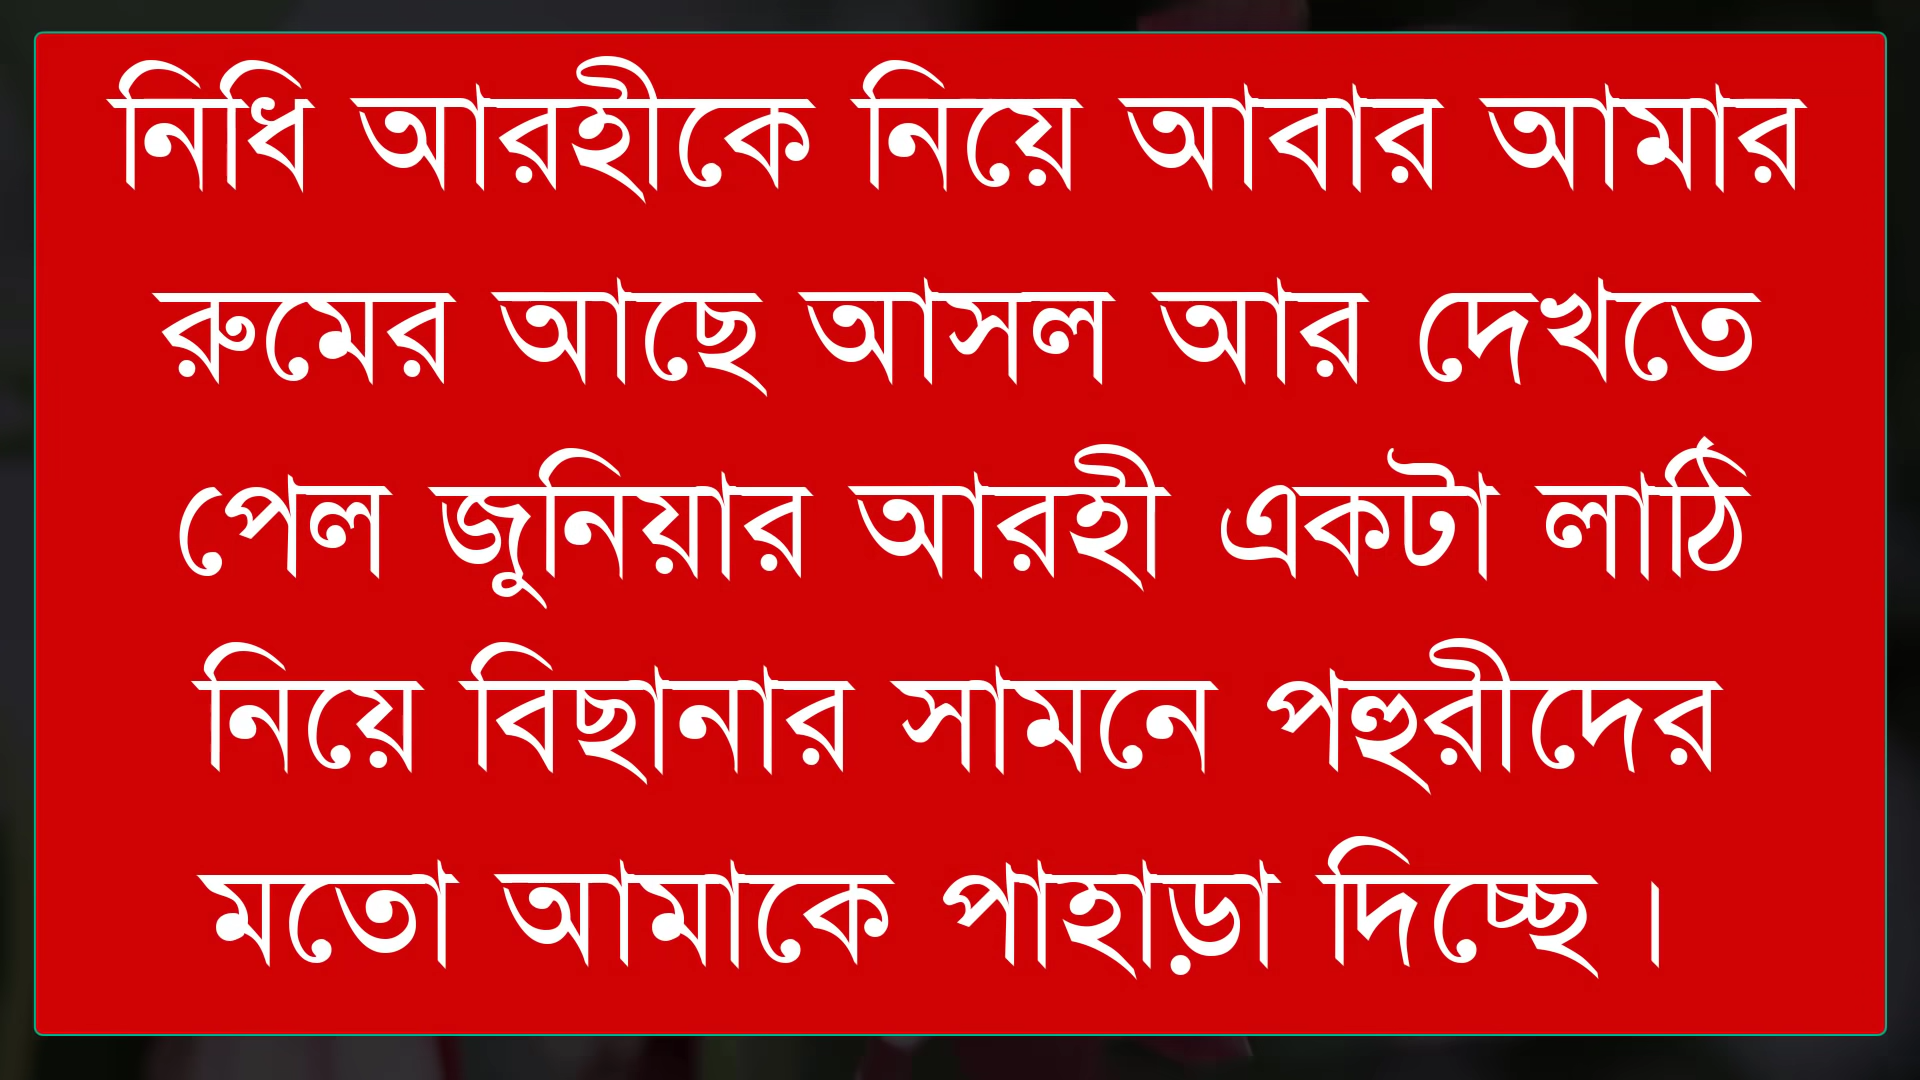 নিধি আরহীকে নিয়ে আবার আমার
রুমের আছে আসল আর দেখতে
পেল জুনিয়ার আরহী একটা লাঠি
নিয়ে বিছানার সামনে পহুরীদের
মতো আমাকে পাহাড়া দিচ্ছে।